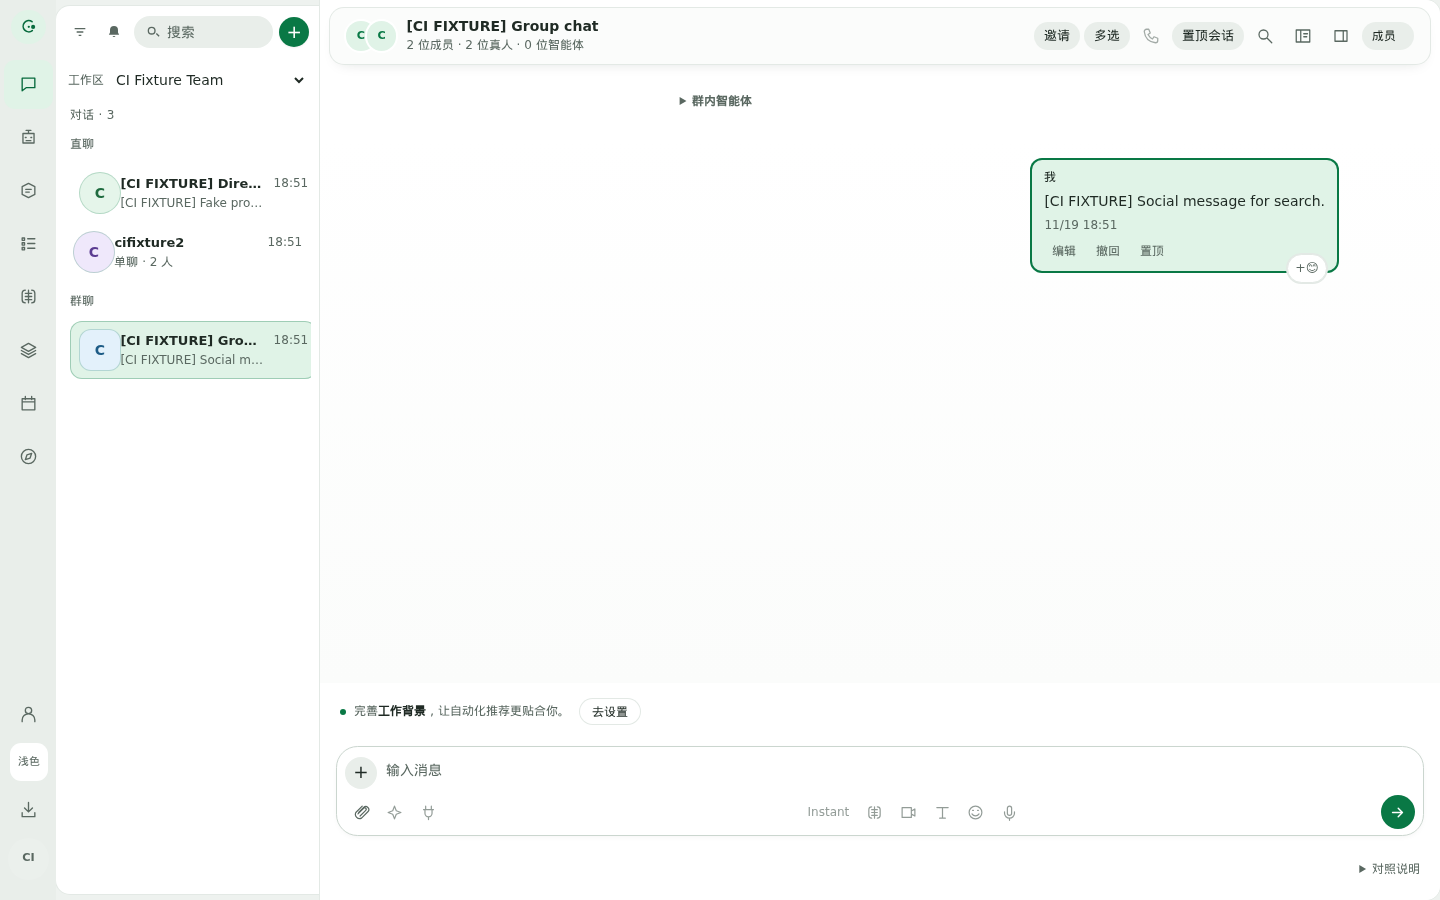 搜索
工作区 CI Fixture Team
对话 · 3
直聊
C [CI FIXTURE] Dire... 18:51
[CI FIXTURE] Fake pro...
C cifixture2 18:51
单聊 · 2 人
群聊
C [CI FIXTURE] Gro... 18:51
[CI FIXTURE] Social m...
浅色
CI
C C [CI FIXTURE] Group chat
2 位成员 · 2 位真人 · 0 位智能体
邀请 多选 置顶会话 成员
群内智能体
我
[CI FIXTURE] Social message for search.
11/19 18:51
编辑 撤回 置顶
+😊
完善工作背景，让自动化推荐更贴合你。 去设置
输入消息
Instant
对照说明